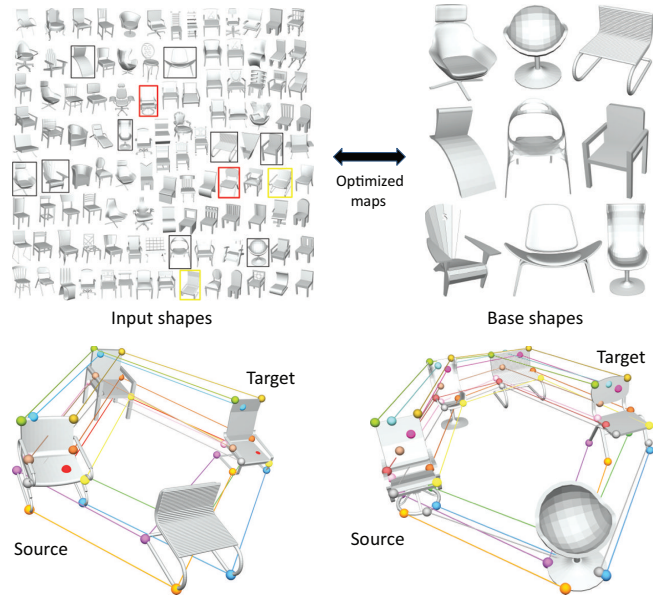 Optimized
maps
Input shapes
Base shapes
Target
Source
Target
Source